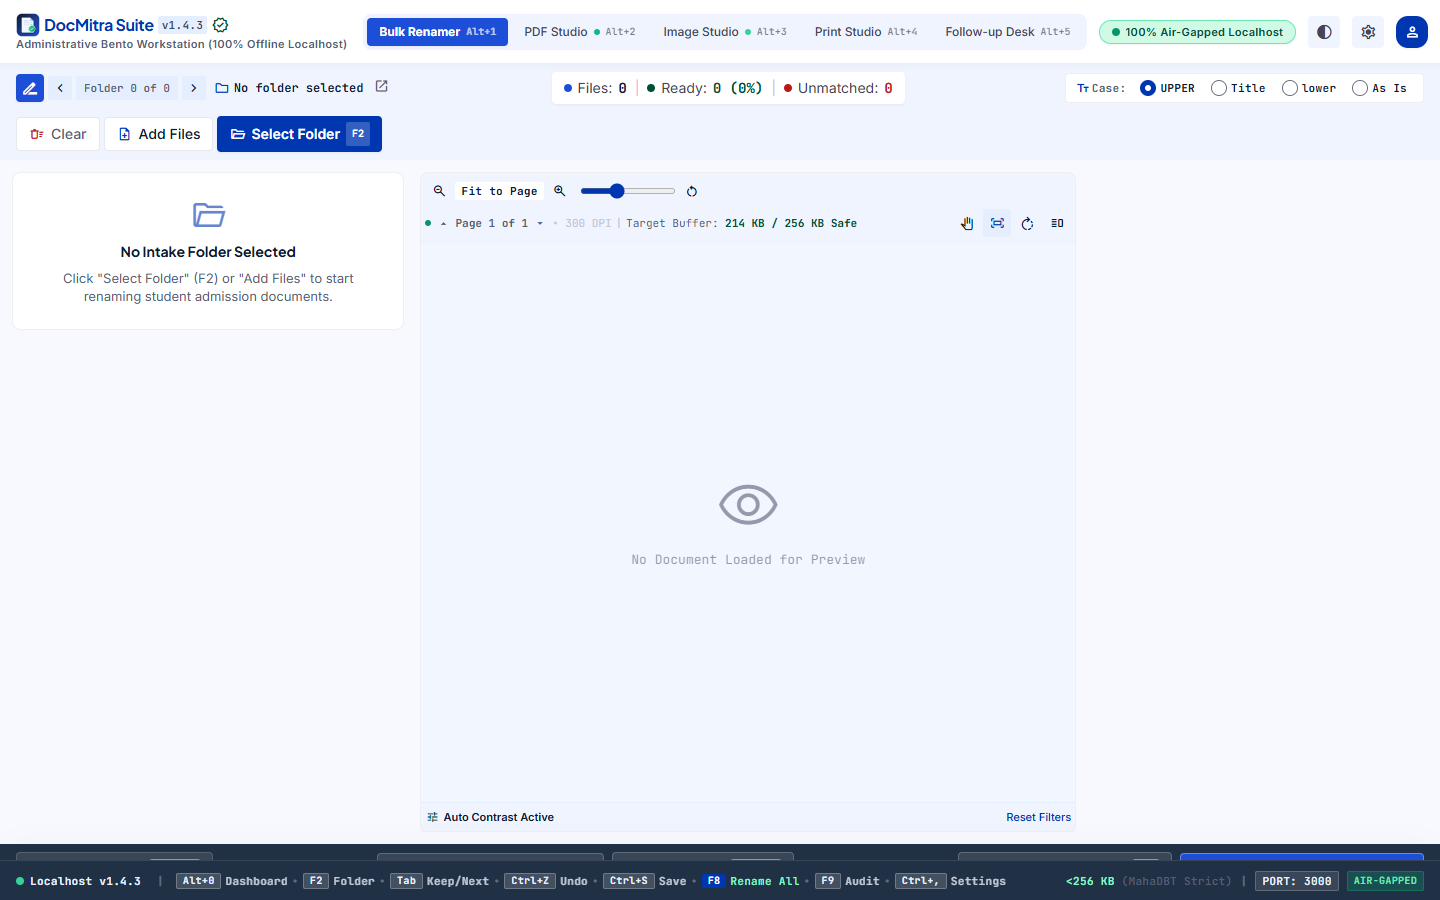 DocMitra Suite v1.4.3
Administrative Bento Workstation (100% Offline Localhost)
Bulk Renamer Alt+1 PDF Studio Alt+2 Image Studio Alt+3 Print Studio Alt+4 Follow-up Desk Alt+5
100% Air-Gapped Localhost
Folder 0 of 0 No folder selected
Files: 0 Ready: 0 (0%) Unmatched: 0
Tt Case: UPPER Title lower As Is
Clear Add Files Select Folder F2
No Intake Folder Selected
Click "Select Folder" (F2) or "Add Files" to start
renaming student admission documents.
Fit to Page
Page 1 of 1 • 300 DPI | Target Buffer: 214 KB / 256 KB Safe
No Document Loaded for Preview
Auto Contrast Active Reset Filters
Localhost v1.4.3 | Alt+0 Dashboard • F2 Folder • Tab Keep/Next • Ctrl+Z Undo • Ctrl+S Save • F8 Rename All • F9 Audit • Ctrl+, Settings
<256 KB (MahaDBT Strict) | PORT: 3000 AIR-GAPPED